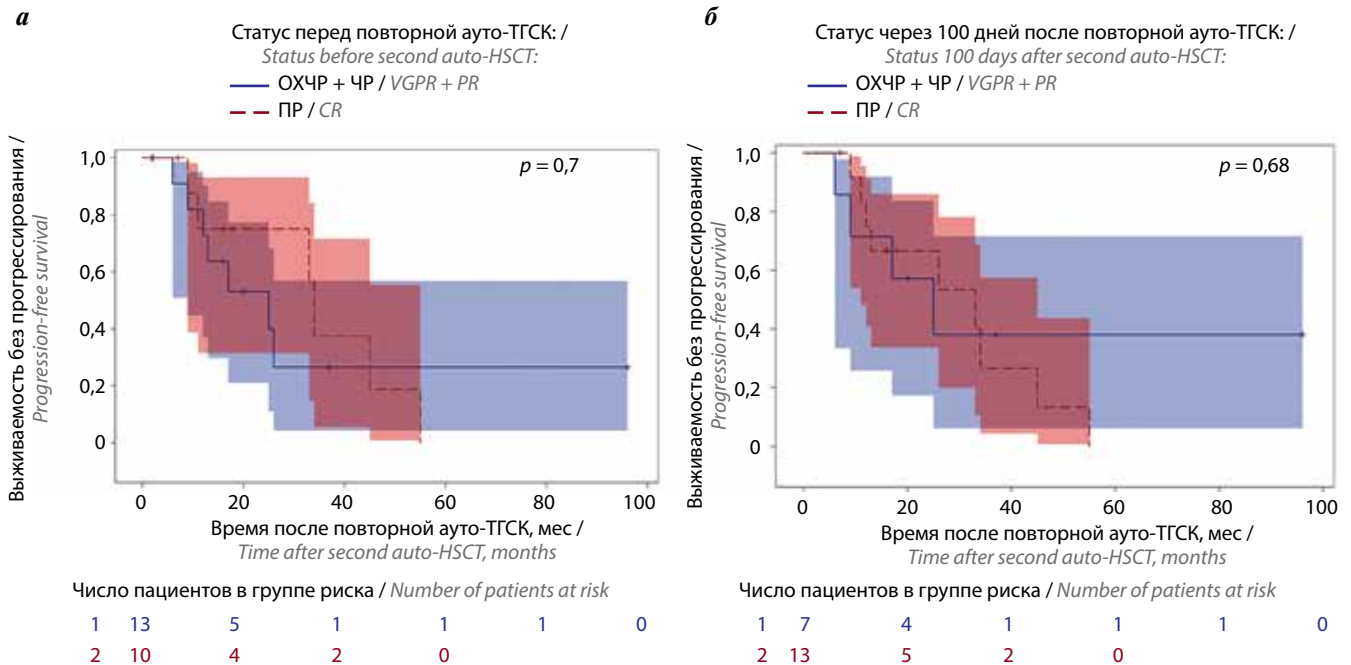 а
Статус перед повторной ауто-ТГСК: /
Status before second auto-HSCT:
ОХЧР + ЧР / VGPR + PR
ПР / CR
Выживаемость без прогрессирования /
Progression-free survival
1,0
0,8
0,6
0,4
0,2
0
p = 0,7
0 20 40 60 80 100
Время после повторной ауто-ТГСК, мес /
Time after second auto-HSCT, months
Число пациентов в группе риска / Number of patients at risk
1 13 5 1 1 1 0
2 10 4 2 0
б
Статус через 100 дней после повторной ауто-ТГСК: /
Status 100 days after second auto-HSCT:
ОХЧР + ЧР / VGPR + PR
ПР / CR
Выживаемость без прогрессирования /
Progression-free survival
1,0
0,8
0,6
0,4
0,2
0
p = 0,68
0 20 40 60 80 100
Время после повторной ауто-ТГСК, мес /
Time after second auto-HSCT, months
Число пациентов в группе риска / Number of patients at risk
1 7 4 1 1 1 0
2 13 5 2 0